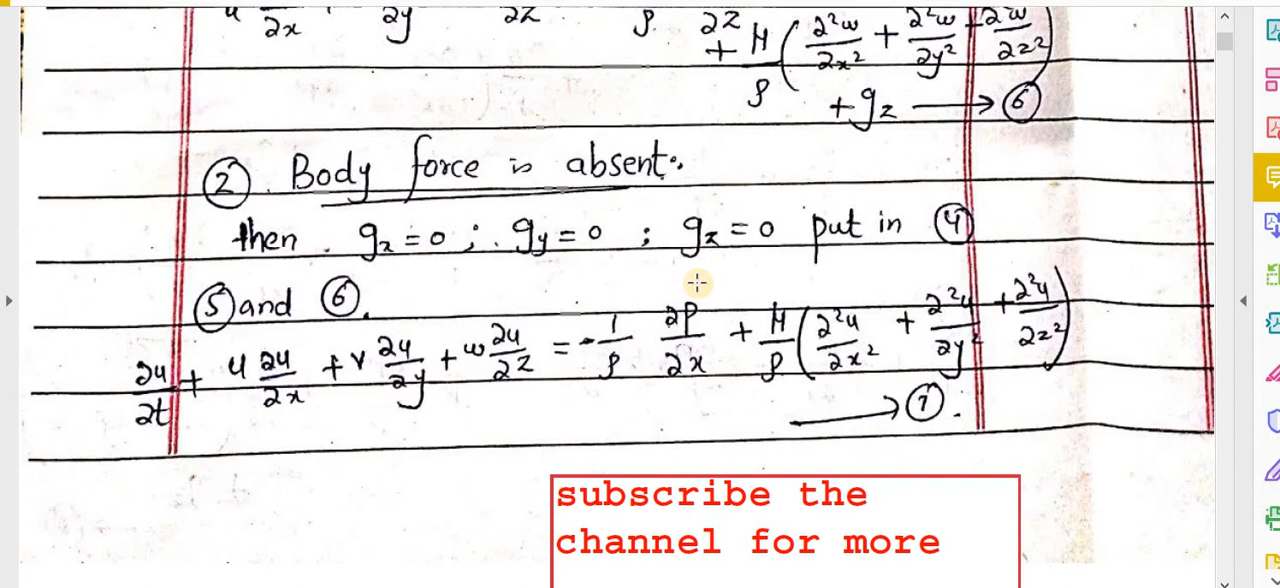 u ∂x ∂y ∂z ρ ∂z
+ μ/ρ (∂²w/∂x² + ∂²w/∂y² + ∂²w/∂z²)
+ gz → ⑥
② Body force is absent.
then gx = 0 ; gy = 0 ; gz = 0 put in ④
⑤ and ⑥.
∂u/∂t + u ∂u/∂x + v ∂u/∂y + w ∂u/∂z = - 1/ρ ∂p/∂x + μ/ρ (∂²u/∂x² + ∂²u/∂y² + ∂²u/∂z²)
→ ⑦.
subscribe the
channel for more